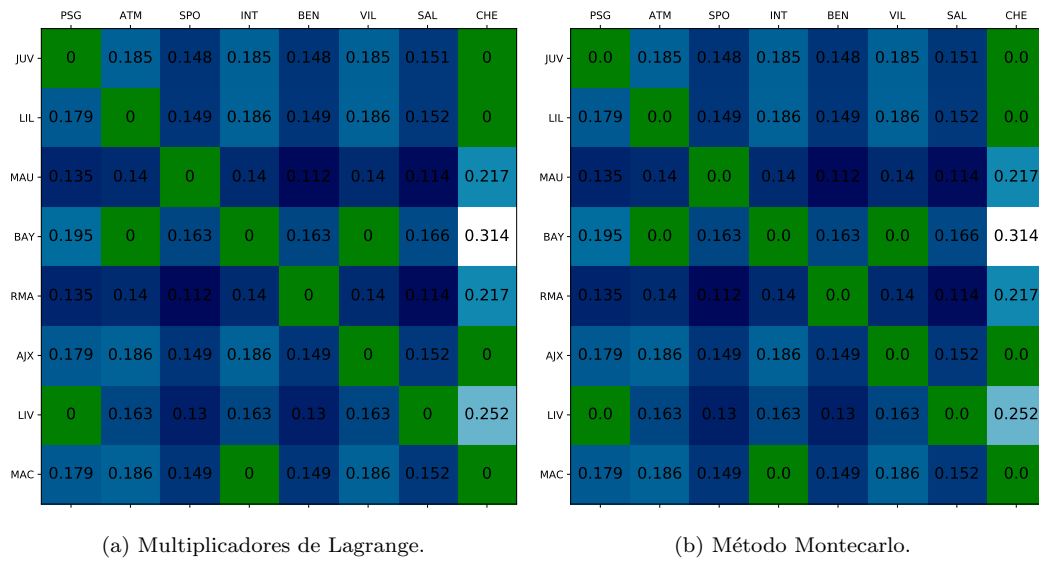 PSG ATM SPO INT BEN VIL SAL CHE
JUV 0 0.185 0.148 0.185 0.148 0.185 0.151 0
LIL 0.179 0 0.149 0.186 0.149 0.186 0.152 0
MAU 0.135 0.14 0 0.14 0.112 0.14 0.114 0.217
BAY 0.195 0 0.163 0 0.163 0 0.166 0.314
RMA 0.135 0.14 0.112 0.14 0 0.14 0.114 0.217
AJX 0.179 0.186 0.149 0.186 0.149 0 0.152 0
LIV 0 0.163 0.13 0.163 0.13 0.163 0 0.252
MAC 0.179 0.186 0.149 0 0.149 0.186 0.152 0
(a) Multiplicadores de Lagrange.
PSG ATM SPO INT BEN VIL SAL CHE
JUV 0.0 0.185 0.148 0.185 0.148 0.185 0.151 0.0
LIL 0.179 0.0 0.149 0.186 0.149 0.186 0.152 0.0
MAU 0.135 0.14 0.0 0.14 0.112 0.14 0.114 0.217
BAY 0.195 0.0 0.163 0.0 0.163 0.0 0.166 0.314
RMA 0.135 0.14 0.112 0.14 0.0 0.14 0.114 0.217
AJX 0.179 0.186 0.149 0.186 0.149 0.0 0.152 0.0
LIV 0.0 0.163 0.13 0.163 0.13 0.163 0.0 0.252
MAC 0.179 0.186 0.149 0.0 0.149 0.186 0.152 0.0
(b) Método Montecarlo.